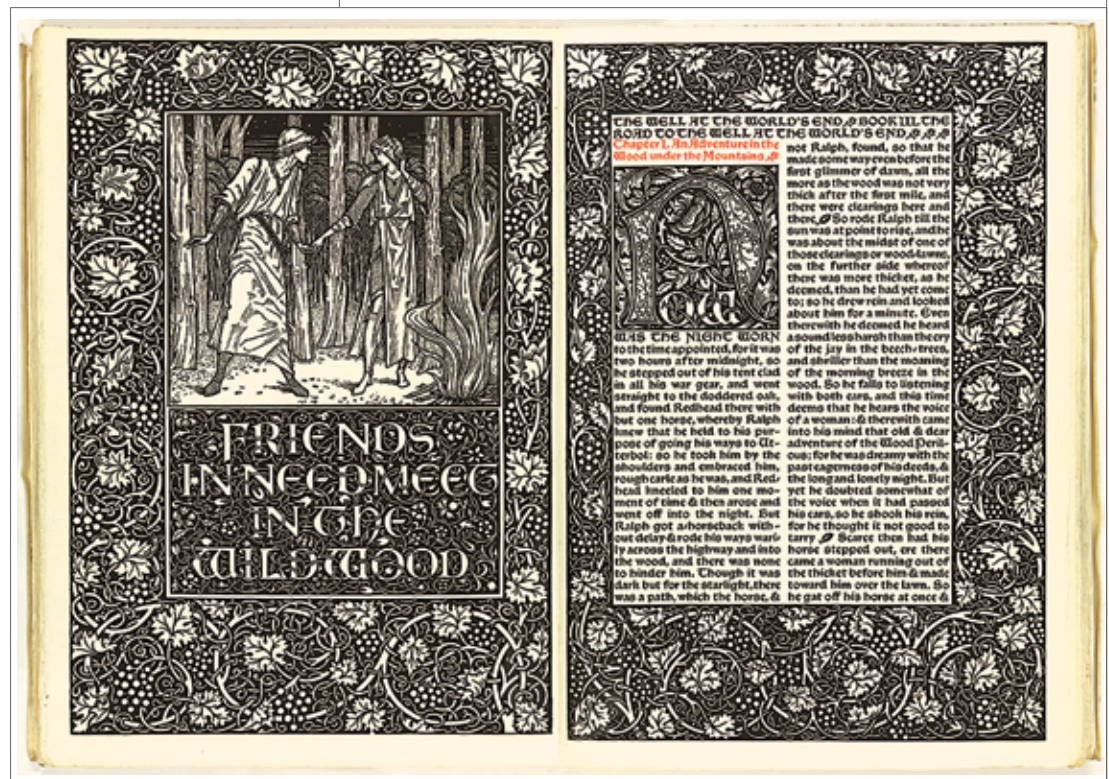 FRIENDS
IN NEED MEET
IN THE
WILD WOOD
THE WELL AT THE WORLD'S END. BOOK III. THE
ROAD TO THE WELL AT THE WORLD'S END.
Chapter I. An Adventure in the
Wood under the Mountains
NOW
WAS THE NIGHT WORN
to the time appointed, for it was
two hours after midnight, so
he stepped out of his tent clad
in all his war gear, and went
straight to the doddered oak,
and found Redhead there with
but one horse, whereby Ralph
knew that he held to his pur-
pose of going his ways to Ut-
terbol: so he took him by the
shoulders and embraced him,
rough carle as he was, and Red-
head kneeled to him one mo-
ment of time & then arose and
went off into the night. But
Ralph got a-horseback with-
out delay & rode his ways wari-
ly across the highway and into
the wood, and there was none
to hinder him. Though it was
dark but for the starlight, there
was a path, which the horse, &
not Ralph, found, so that he
made some way even before the
first glimmer of dawn, all the
more as the wood was not very
thick after the first mile, and
there were clearings here and
there. So rode Ralph till the
sun was at point to rise, and he
was about the midst of one of
those clearings or wood-lawns,
on the further side whereof
there was more thicket, as he
deemed, than he had yet come
to; so he drew rein and looked
about him for a minute. Even
therewith he deemed he heard
a sound less harsh than the cry
of the jay in the beech-trees,
and shriller than the moaning
of the morning breeze in the
wood. So he falls to listening
with both ears, and this time
deems that he hears the voice
of a woman: & therewith came
into his mind that old & dear
adventure of the Wood Peril-
ous; for he was dreamy with the
past eagerness of his deeds, &
the long and lonely night. But
yet he doubted somewhat of
the voice when it had passed
his ears, so he shook his rein,
for he thought it not good to
tarry. Scarce then had his
horse stepped out, ere there
came a woman running out of
the thicket before him & made
toward him over the lawn. So
he gat off his horse at once &